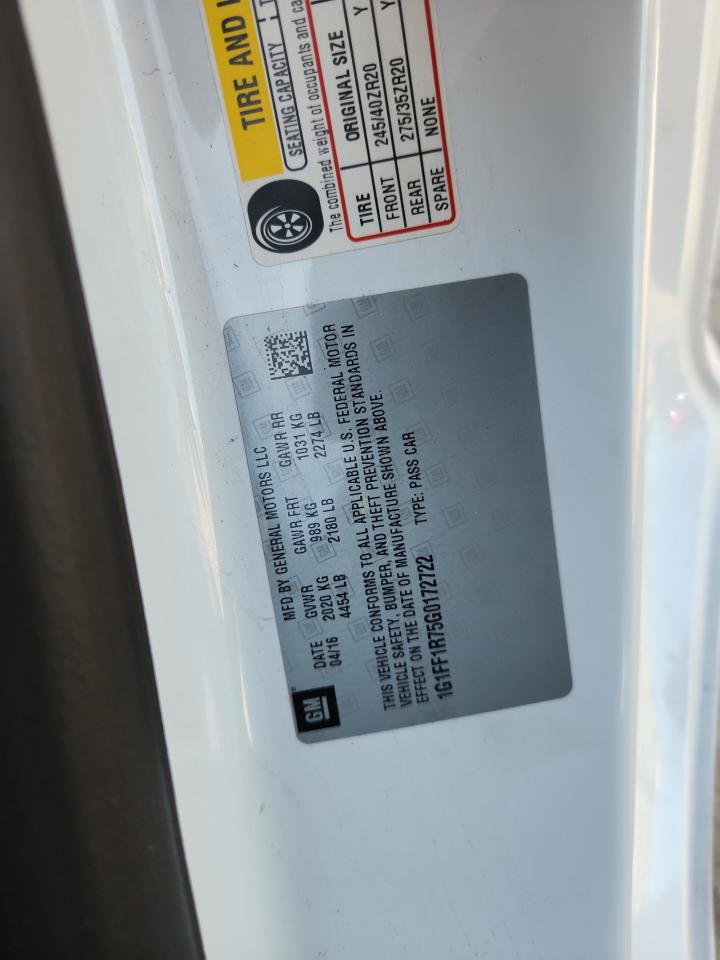 TIRE AND
SEATING CAPACITY
The combined weight of occupants and
TIRE ORIGINAL SIZE
FRONT 245/40ZR20 Y
REAR 275/35ZR20 Y
SPARE NONE
GM
MFD BY GENERAL MOTORS LLC
DATE GVWR GAWR FRT GAWR RR
04/16 2020 KG 989 KG 1031 KG
4454 LB 2180 LB 2274 LB
THIS VEHICLE CONFORMS TO ALL APPLICABLE U.S. FEDERAL MOTOR
VEHICLE SAFETY, BUMPER, AND THEFT PREVENTION STANDARDS IN
EFFECT ON THE DATE OF MANUFACTURE SHOWN ABOVE.
1G1FF1R75G0172722 TYPE: PASS CAR